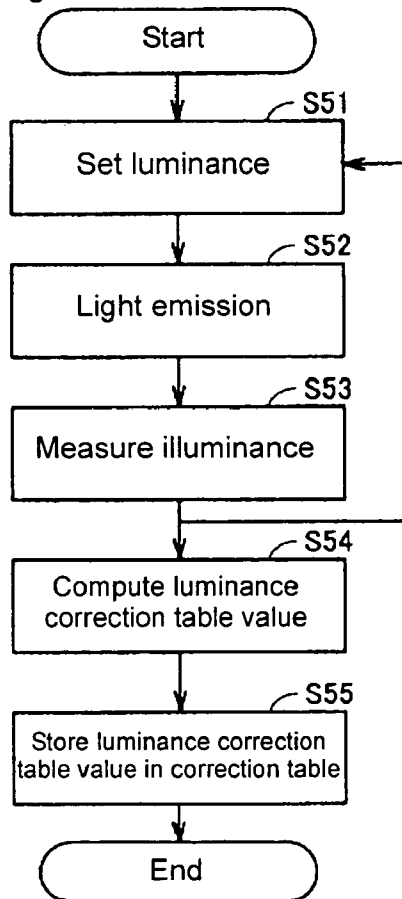 Start
S51
Set luminance
S52
Light emission
S53
Measure illuminance
S54
Compute luminance
correction table value
S55
Store luminance correction
table value in correction table
End